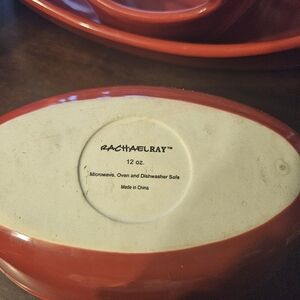 RACHAELRAY™
12 oz.
Microwave, Oven and Dishwasher Safe
Made in China